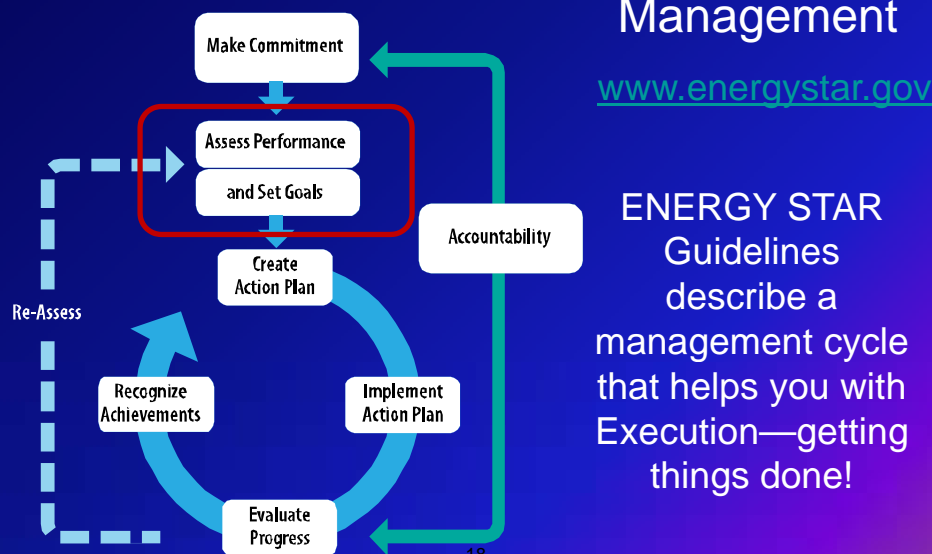 Management
www.energystar.gov
Make Commitment
Assess Performance
and Set Goals
Accountability
Create
Action Plan
Re-Assess
Recognize
Achievements
Implement
Action Plan
Evaluate
Progress
ENERGY STAR
Guidelines
describe a
management cycle
that helps you with
Execution—getting
things done!
18